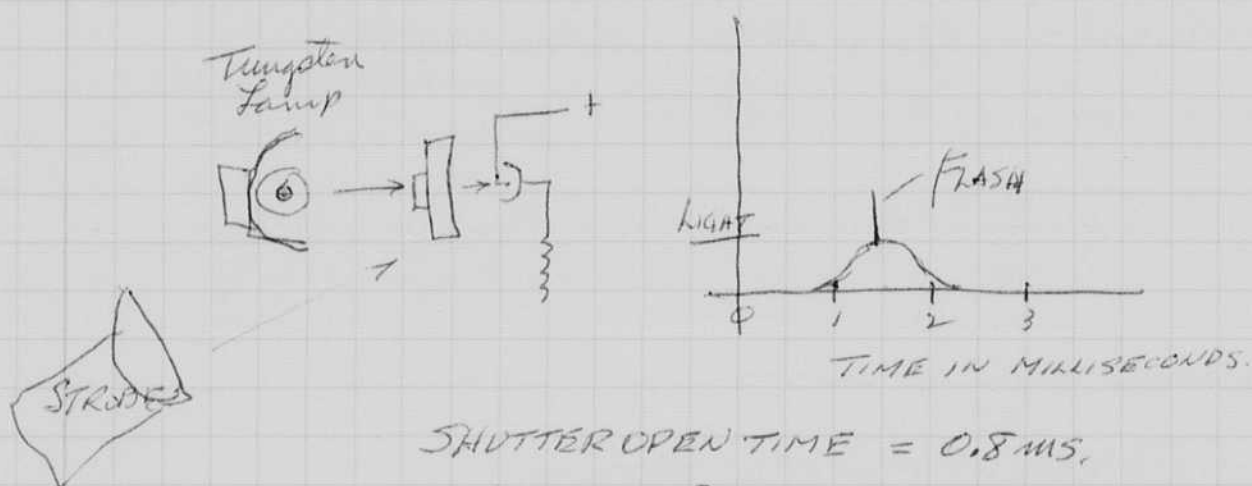 Tungsten
Lamp
+
FLASH
LIGHT
0 1 2 3
TIME IN MILLISECONDS.
STROBE
SHUTTER OPEN TIME = 0.8 MS.